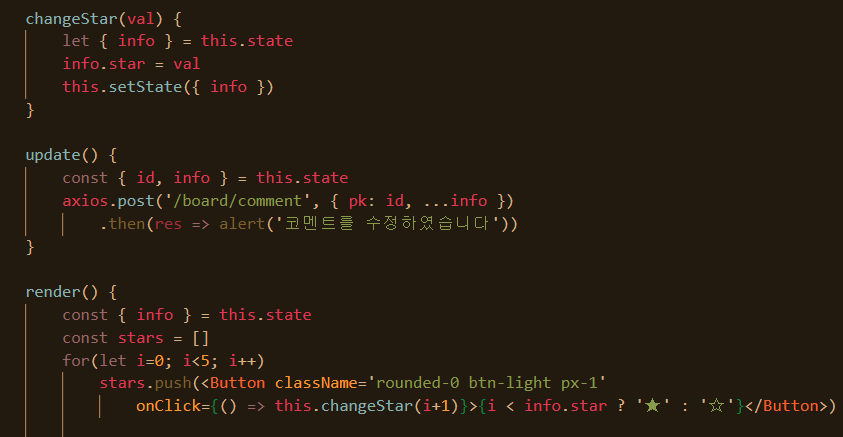 changeStar(val) {
let { info } = this.state
info.star = val
this.setState({ info })
}
update() {
const { id, info } = this.state
axios.post('/board/comment', { pk: id, ...info })
.then(res => alert('코멘트를 수정하였습니다'))
}
render() {
const { info } = this.state
const stars = []
for(let i=0; i<5; i++)
stars.push(<Button className='rounded-0 btn-light px-1'
onClick={() => this.changeStar(i+1)}>{i < info.star ? '★' : '☆'}</Button>)